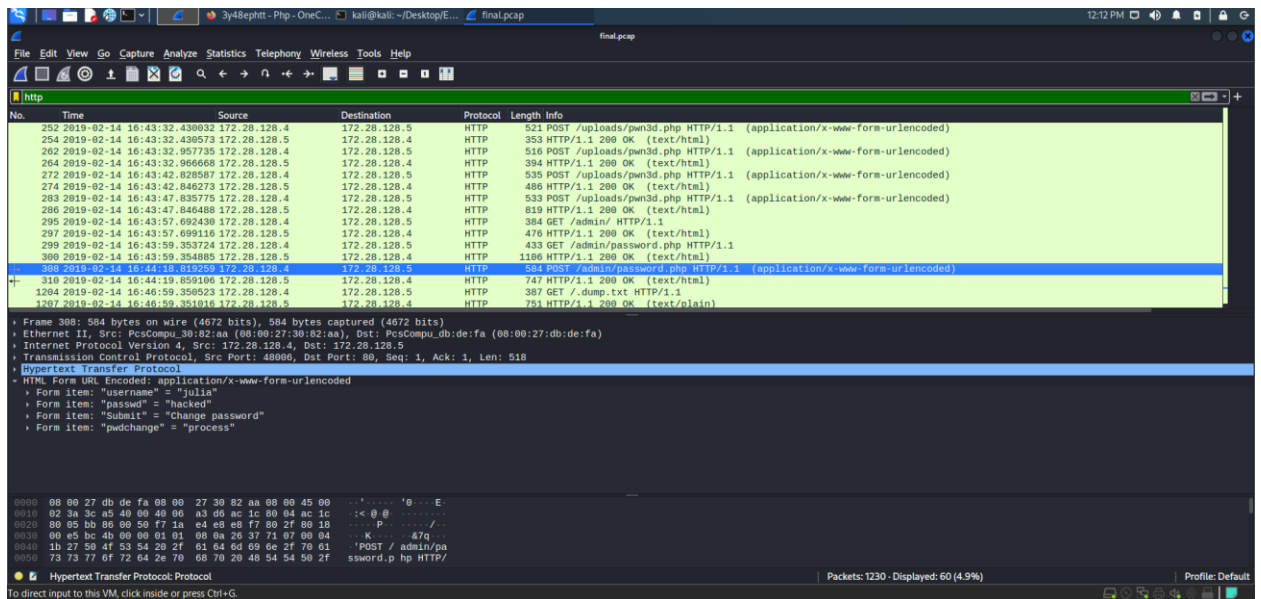 3y48ephtt - Php - OneC... kali@kali: ~/Desktop/E... final.pcap 12:12 PM
final.pcap
File Edit View Go Capture Analyze Statistics Telephony Wireless Tools Help
http
No. Time Source Destination Protocol Length Info
252 2019-02-14 16:43:32.430032 172.28.128.4 172.28.128.5 HTTP 521 POST /uploads/pwn3d.php HTTP/1.1 (application/x-www-form-urlencoded)
254 2019-02-14 16:43:32.430573 172.28.128.5 172.28.128.4 HTTP 353 HTTP/1.1 200 OK (text/html)
262 2019-02-14 16:43:32.957735 172.28.128.4 172.28.128.5 HTTP 516 POST /uploads/pwn3d.php HTTP/1.1 (application/x-www-form-urlencoded)
264 2019-02-14 16:43:32.966668 172.28.128.5 172.28.128.4 HTTP 394 HTTP/1.1 200 OK (text/html)
272 2019-02-14 16:43:42.828587 172.28.128.4 172.28.128.5 HTTP 535 POST /uploads/pwn3d.php HTTP/1.1 (application/x-www-form-urlencoded)
274 2019-02-14 16:43:42.846273 172.28.128.5 172.28.128.4 HTTP 486 HTTP/1.1 200 OK (text/html)
283 2019-02-14 16:43:47.835775 172.28.128.4 172.28.128.5 HTTP 533 POST /uploads/pwn3d.php HTTP/1.1 (application/x-www-form-urlencoded)
286 2019-02-14 16:43:47.846488 172.28.128.5 172.28.128.4 HTTP 819 HTTP/1.1 200 OK (text/html)
295 2019-02-14 16:43:57.692430 172.28.128.4 172.28.128.5 HTTP 384 GET /admin/ HTTP/1.1
297 2019-02-14 16:43:57.699116 172.28.128.5 172.28.128.4 HTTP 476 HTTP/1.1 200 OK (text/html)
299 2019-02-14 16:43:59.353724 172.28.128.4 172.28.128.5 HTTP 433 GET /admin/password.php HTTP/1.1
300 2019-02-14 16:43:59.354885 172.28.128.5 172.28.128.4 HTTP 1106 HTTP/1.1 200 OK (text/html)
308 2019-02-14 16:44:18.819259 172.28.128.4 172.28.128.5 HTTP 584 POST /admin/password.php HTTP/1.1 (application/x-www-form-urlencoded)
310 2019-02-14 16:44:19.859106 172.28.128.5 172.28.128.4 HTTP 747 HTTP/1.1 200 OK (text/html)
1204 2019-02-14 16:46:59.350523 172.28.128.4 172.28.128.5 HTTP 387 GET /.dump.txt HTTP/1.1
1207 2019-02-14 16:46:59.351016 172.28.128.5 172.28.128.4 HTTP 751 HTTP/1.1 200 OK (text/plain)
Frame 308: 584 bytes on wire (4672 bits), 584 bytes captured (4672 bits)
Ethernet II, Src: PcsCompu_30:82:aa (08:00:27:30:82:aa), Dst: PcsCompu_db:de:fa (08:00:27:db:de:fa)
Internet Protocol Version 4, Src: 172.28.128.4, Dst: 172.28.128.5
Transmission Control Protocol, Src Port: 48006, Dst Port: 80, Seq: 1, Ack: 1, Len: 518
Hypertext Transfer Protocol
HTML Form URL Encoded: application/x-www-form-urlencoded
Form item: "username" = "julia"
Form item: "passwd" = "hacked"
Form item: "Submit" = "Change password"
Form item: "pwdchange" = "process"
0000 08 00 27 db de fa 08 00 27 30 82 aa 08 00 45 00 ··'····· '0····E·
0010 02 3a 3c a5 40 00 40 06 a3 d6 ac 1c 80 04 ac 1c ·:<·@·@· ········
0020 80 05 bb 86 00 50 f7 1a e4 e8 e8 f7 80 2f 80 18 ·····P·· ·····/··
0030 00 e5 bc 4b 00 00 01 01 08 0a 26 37 71 07 00 04 ···K···· ··&7q···
0040 1b 27 50 4f 53 54 20 2f 61 64 6d 69 6e 2f 70 61 ·'POST / admin/pa
0050 73 73 77 6f 72 64 2e 70 68 70 20 48 54 54 50 2f ssword.p hp HTTP/
Hypertext Transfer Protocol: Protocol Packets: 1230 · Displayed: 60 (4.9%) Profile: Default
To direct input to this VM, click inside or press Ctrl+G.